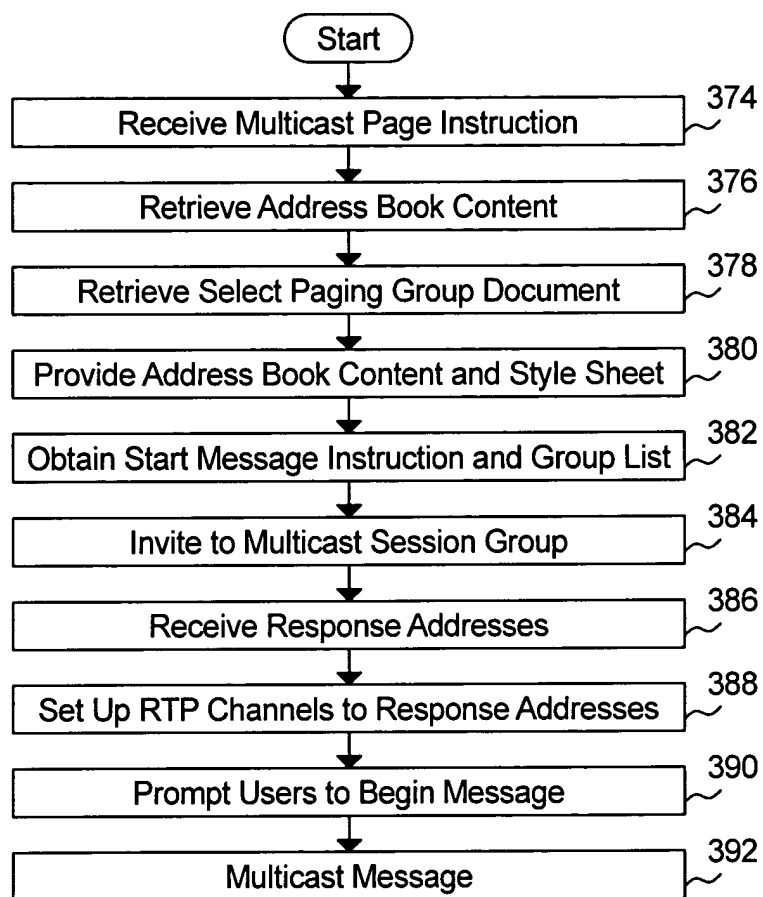 Start
374
Receive Multicast Page Instruction
376
Retrieve Address Book Content
378
Retrieve Select Paging Group Document
380
Provide Address Book Content and Style Sheet
382
Obtain Start Message Instruction and Group List
384
Invite to Multicast Session Group
386
Receive Response Addresses
388
Set Up RTP Channels to Response Addresses
390
Prompt Users to Begin Message
392
Multicast Message